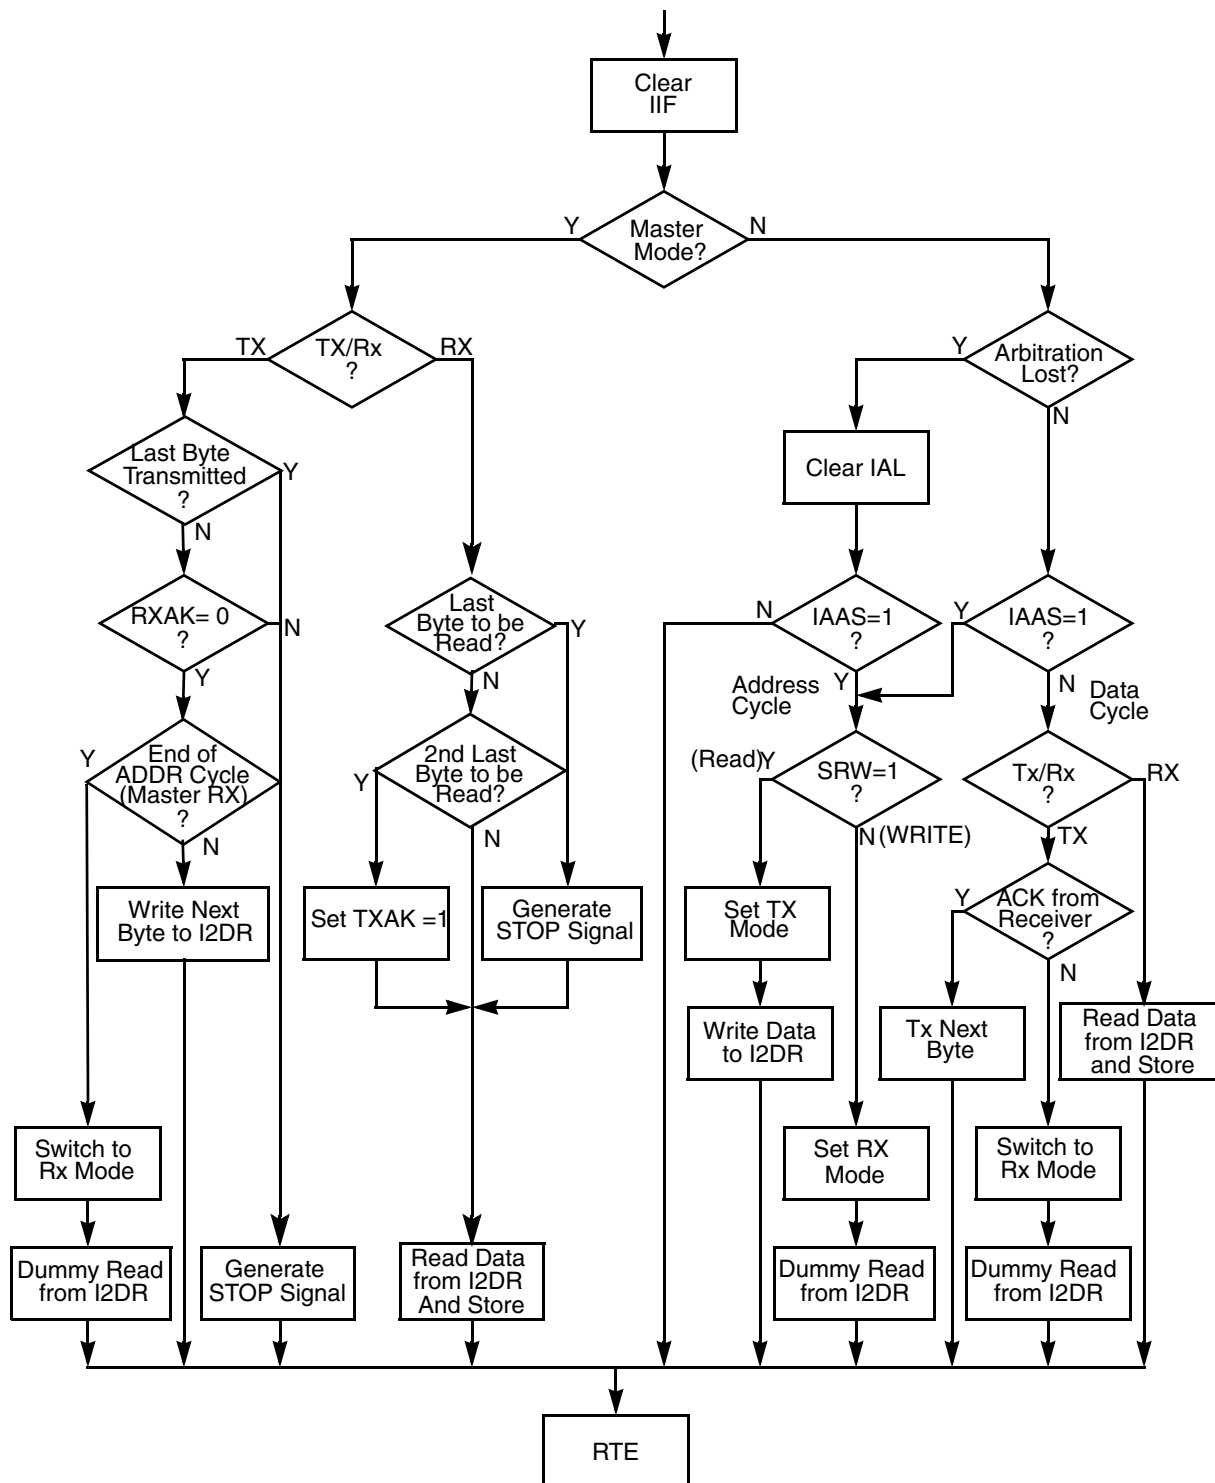 Clear
IIF
Y
Master
Mode?
N
TX
TX/Rx
?
RX
Y
Arbitration
Lost?
N
Last Byte
Transmitted
?
Y
N
Clear IAL
RXAK= 0
?
N
Y
Last
Byte to be
Read?
Y
N
N
IAAS=1
?
Y
Y
IAAS=1
?
N
Address
Cycle
Data
Cycle
Y
End of
ADDR Cycle
(Master RX)
?
N
2nd Last
Byte to be
Read?
Y
N
(Read)
Y
SRW=1
?
N
(WRITE)
Tx/Rx
?
RX
TX
Write Next
Byte to I2DR
Set TXAK =1
Generate
STOP Signal
Set TX
Mode
Y
ACK from
Receiver
?
N
Write Data
to I2DR
Tx Next
Byte
Read Data
from I2DR
and Store
Switch to
Rx Mode
Set RX
Mode
Switch to
Rx Mode
Dummy Read
from I2DR
Generate
STOP Signal
Read Data
from I2DR
And Store
Dummy Read
from I2DR
Dummy Read
from I2DR
RTE